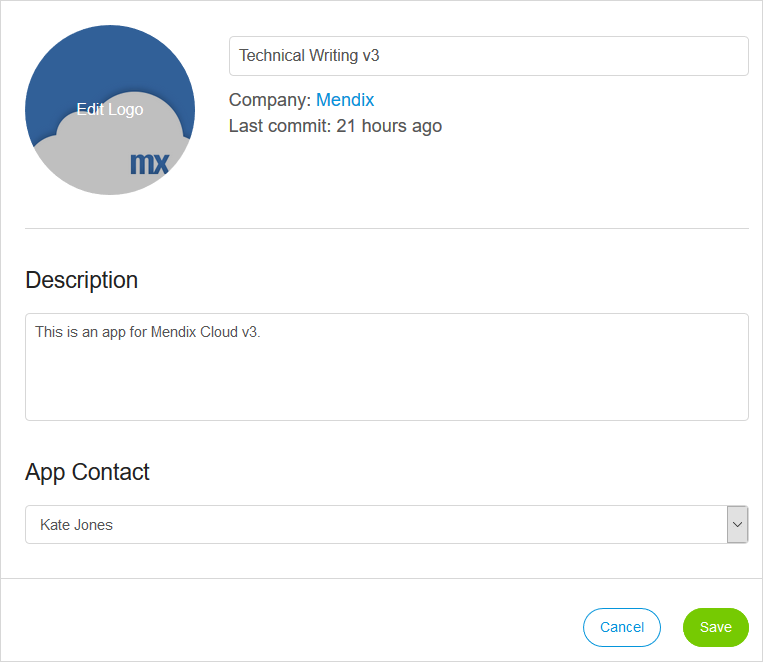 Technical Writing v3
Edit Logo
mx
Company: Mendix
Last commit: 21 hours ago
Description
This is an app for Mendix Cloud v3.
App Contact
Kate Jones
Cancel
Save